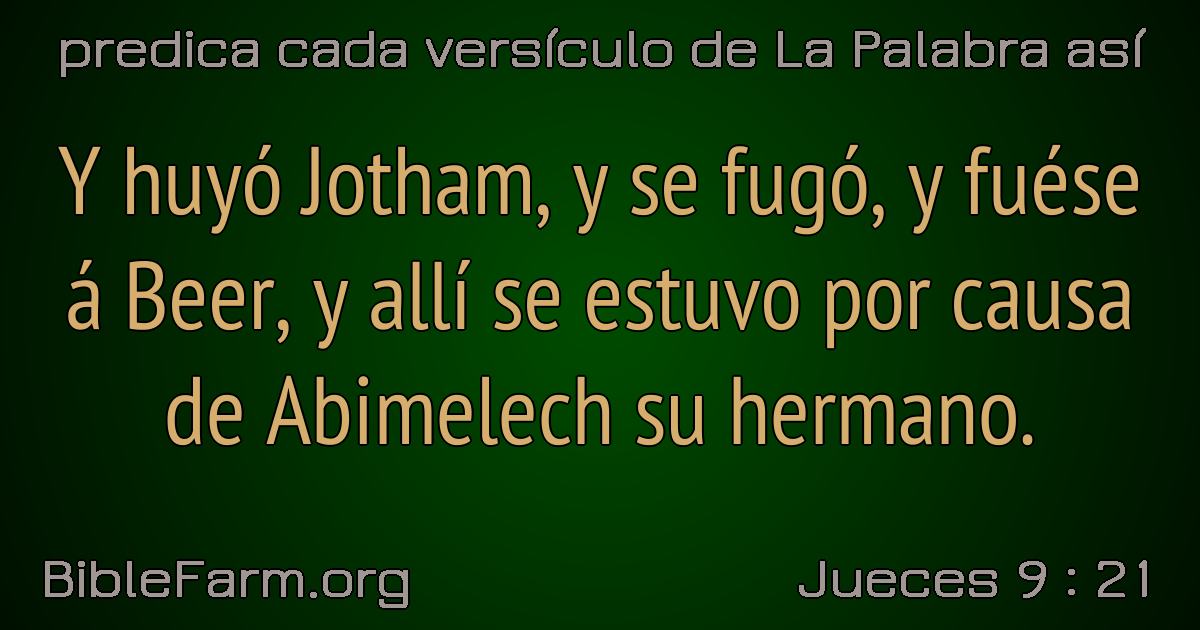 predica cada versículo de La Palabra así
Y huyó Jotham, y se fugó, y fuése
á Beer, y allí se estuvo por causa
de Abimelech su hermano.
BibleFarm.org
Jueces 9 : 21